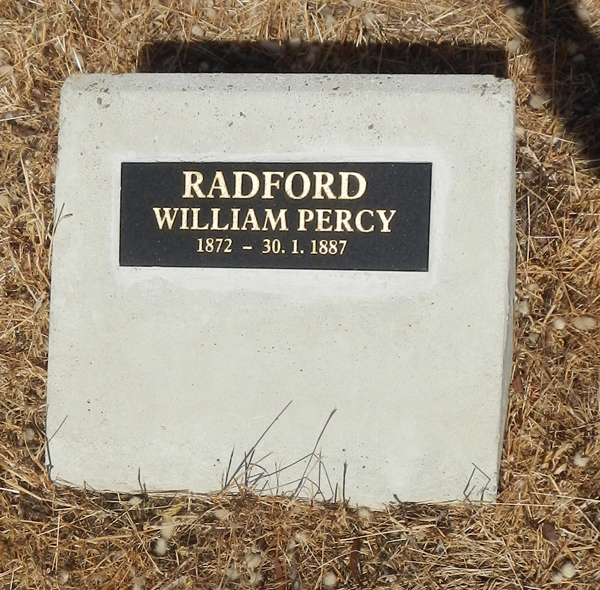 RADFORD
WILLIAM PERCY
1872 – 30. 1. 1887